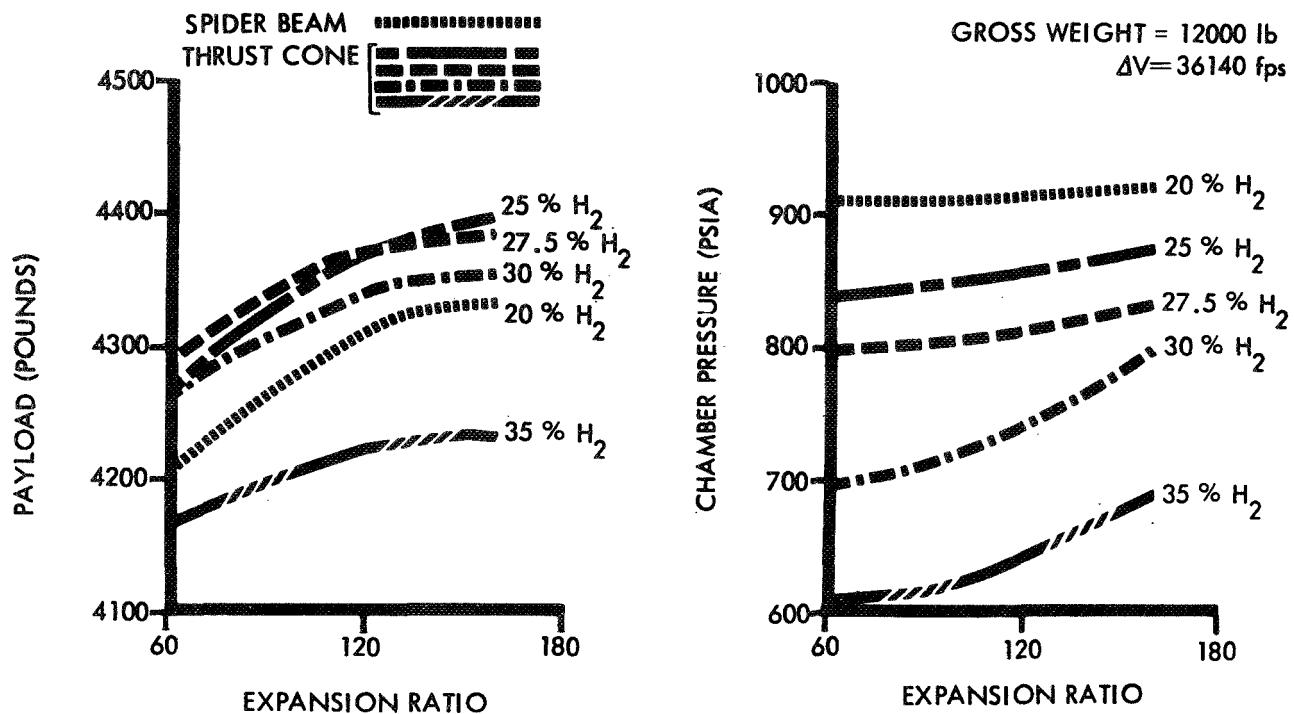 SPIDER BEAM
THRUST CONE
GROSS WEIGHT = 12000 lb
ΔV=36140 fps
PAYLOAD (POUNDS)
4500
4400
4300
4200
4100
60
120
180
EXPANSION RATIO
25 % H2
27.5 % H2
30 % H2
20 % H2
35 % H2
CHAMBER PRESSURE (PSIA)
1000
900
800
700
600
60
120
180
EXPANSION RATIO
20 % H2
25 % H2
27.5 % H2
30 % H2
35 % H2